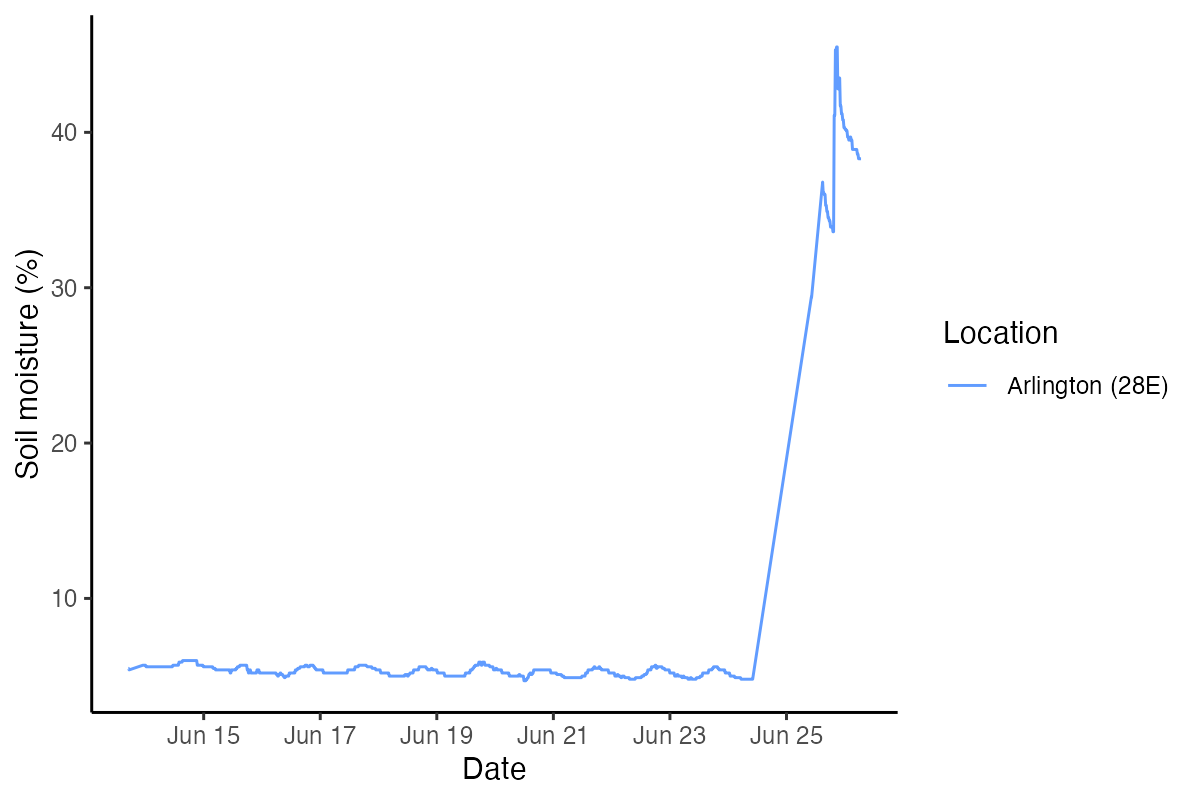 Soil moisture (%)
40
30
20
10
Jun 15
Jun 17
Jun 19
Jun 21
Jun 23
Jun 25
Date
Location
Arlington (28E)